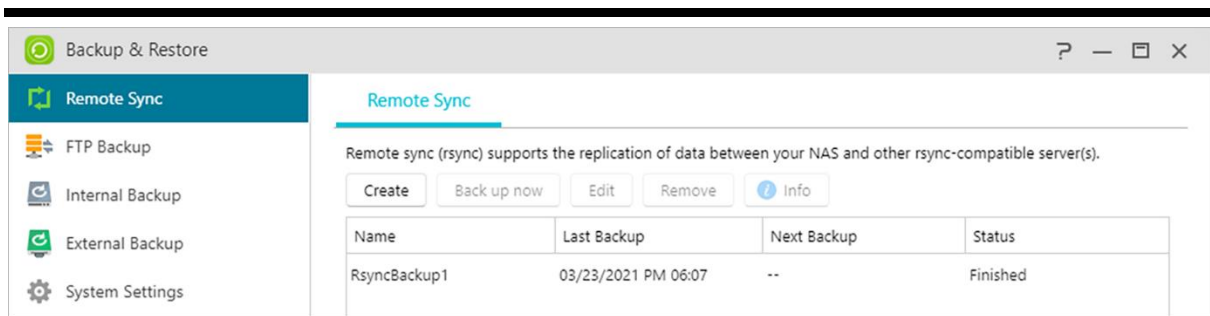 Backup & Restore
Remote Sync
FTP Backup
Internal Backup
External Backup
System Settings
Remote Sync
Remote sync (rsync) supports the replication of data between your NAS and other rsync-compatible server(s).
Create Back up now Edit Remove Info
Name Last Backup Next Backup Status
RsyncBackup1 03/23/2021 PM 06:07 -- Finished